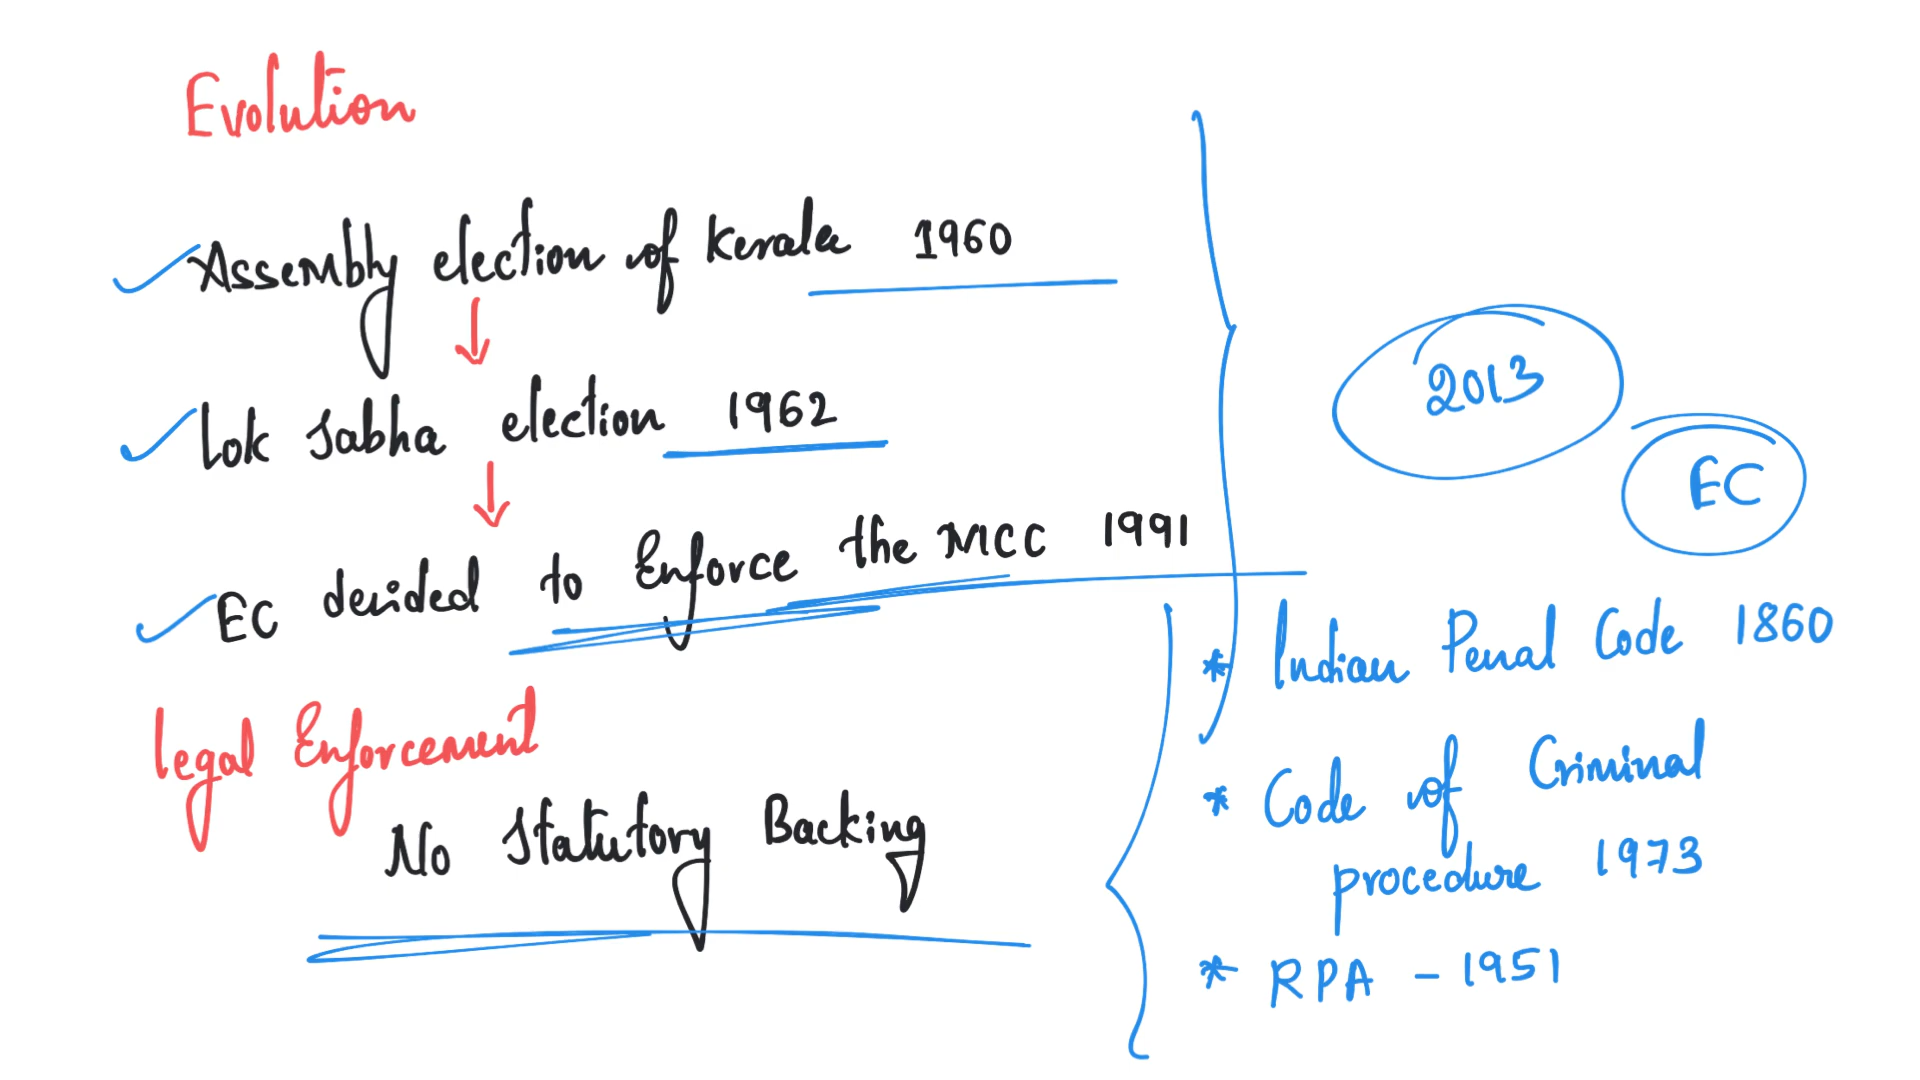 Evolution
Assembly election of Kerala 1960
Lok Sabha election 1962
EC decided to Enforce the MCC 1991
2013
EC
Legal Enforcement
No Statutory Backing
* Indian Penal Code 1860
* Code of Criminal
procedure 1973
* RPA - 1951